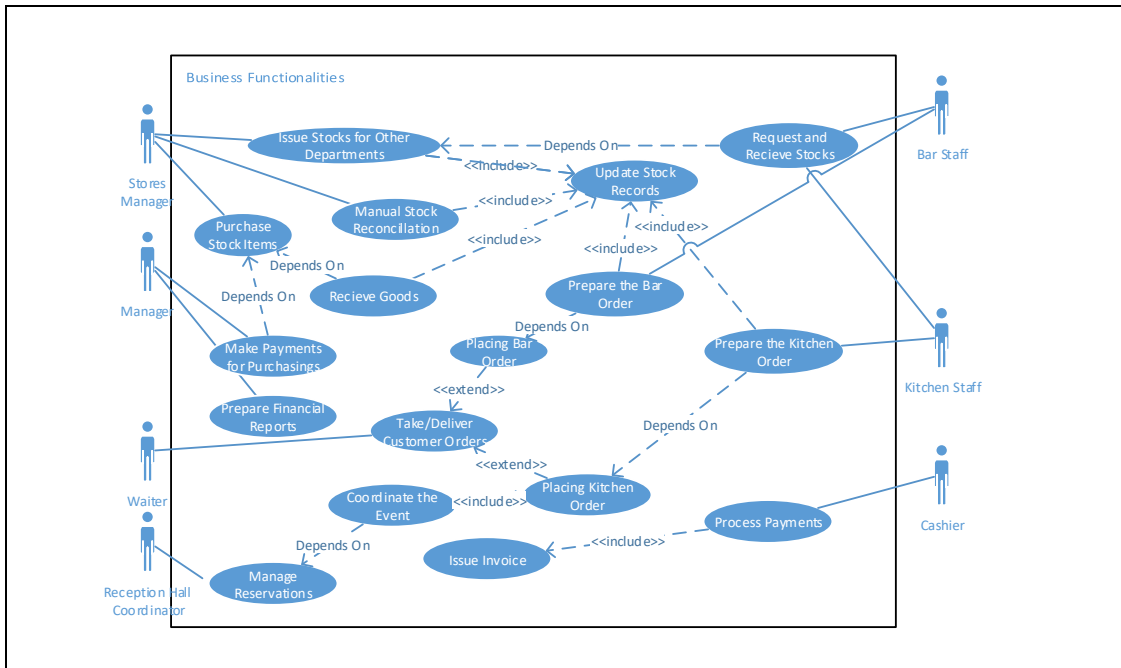 Business Functionalities
Issue Stocks for Other
Departments
Depends On
Request and
Recieve Stocks
Bar Staff
<<include>>
Update Stock
Records
Stores
Manager
Manual Stock
Reconcillation
<<include>>
Purchase
Stock Items
<<include>>
<<include>>
<<include>>
Depends On
Recieve Goods
Prepare the Bar
Order
Manager
Depends On
Depends On
Make Payments
for Purchasings
Placing Bar
Order
Prepare the Kitchen
Order
Kitchen Staff
<<extend>>
Prepare Financial
Reports
Take/Deliver
Customer Orders
Depends On
Waiter
<<extend>>
Coordinate the
Event
<<include>>
Placing Kitchen
Order
Process Payments
Cashier
Depends On
<<include>>
Issue Invoice
Manage
Reservations
Reception Hall
Coordinator